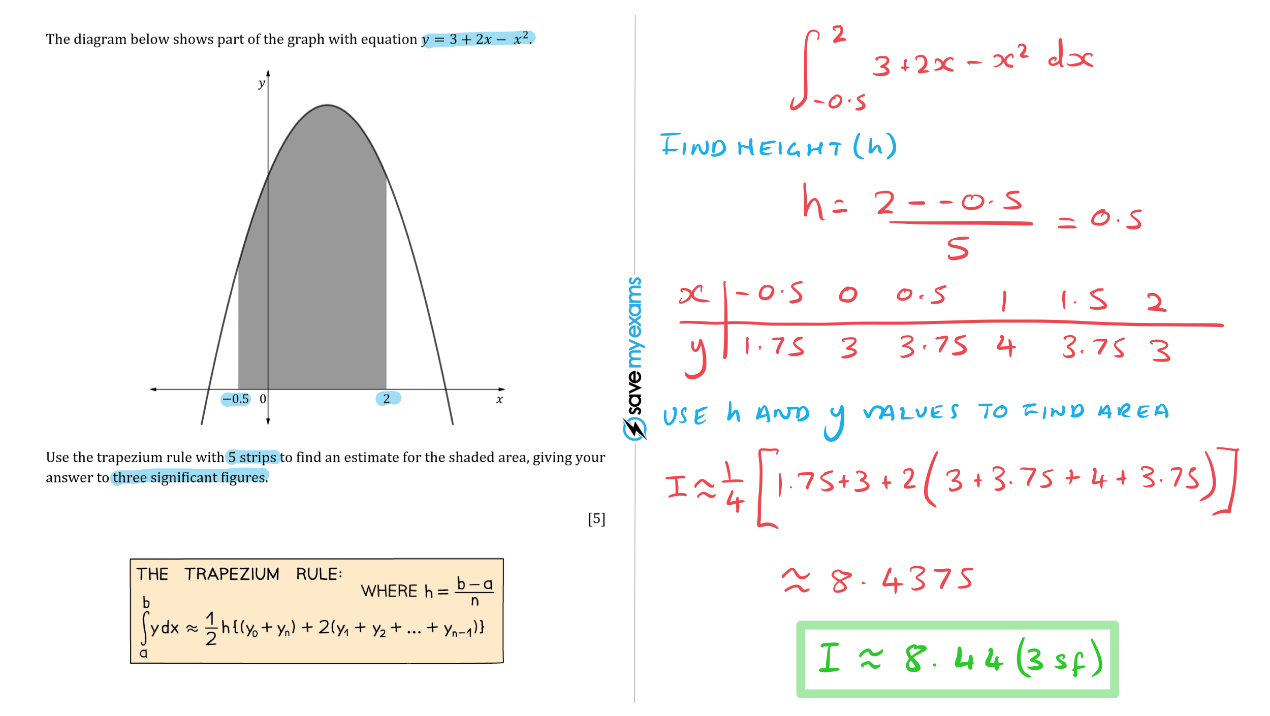 The diagram below shows part of the graph with equation y = 3 + 2x − x².
y
−0.5 0 2 x
Use the trapezium rule with 5 strips to find an estimate for the shaded area, giving your
answer to three significant figures.
[5]
THE TRAPEZIUM RULE:
WHERE h = (b − a)/n
∫ₐᵇ y dx ≈ ½h{(y₀ + yₙ) + 2(y₁ + y₂ + ... + yₙ₋₁)}
save my exams
∫₋₀.₅² 3 + 2x − x² dx
FIND HEIGHT (h)
h = (2 − −0.5)/5 = 0.5
x | −0.5 0 0.5 1 1.5 2
y | 1.75 3 3.75 4 3.75 3
USE h AND y VALUES TO FIND AREA
I ≈ ¼[1.75 + 3 + 2(3 + 3.75 + 4 + 3.75)]
≈ 8.4375
I ≈ 8.44 (3 sf)